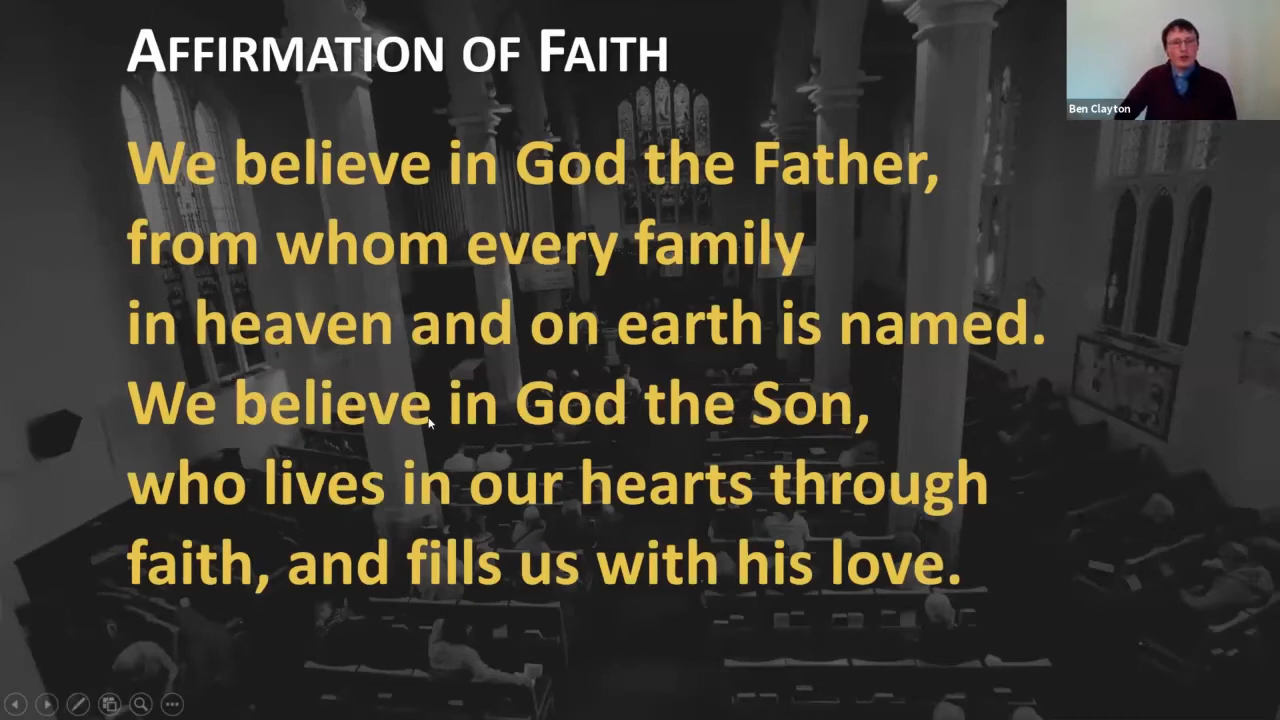 AFFIRMATION OF FAITH
Ben Clayton
We believe in God the Father,
from whom every family
in heaven and on earth is named.
We believe in God the Son,
who lives in our hearts through
faith, and fills us with his love.